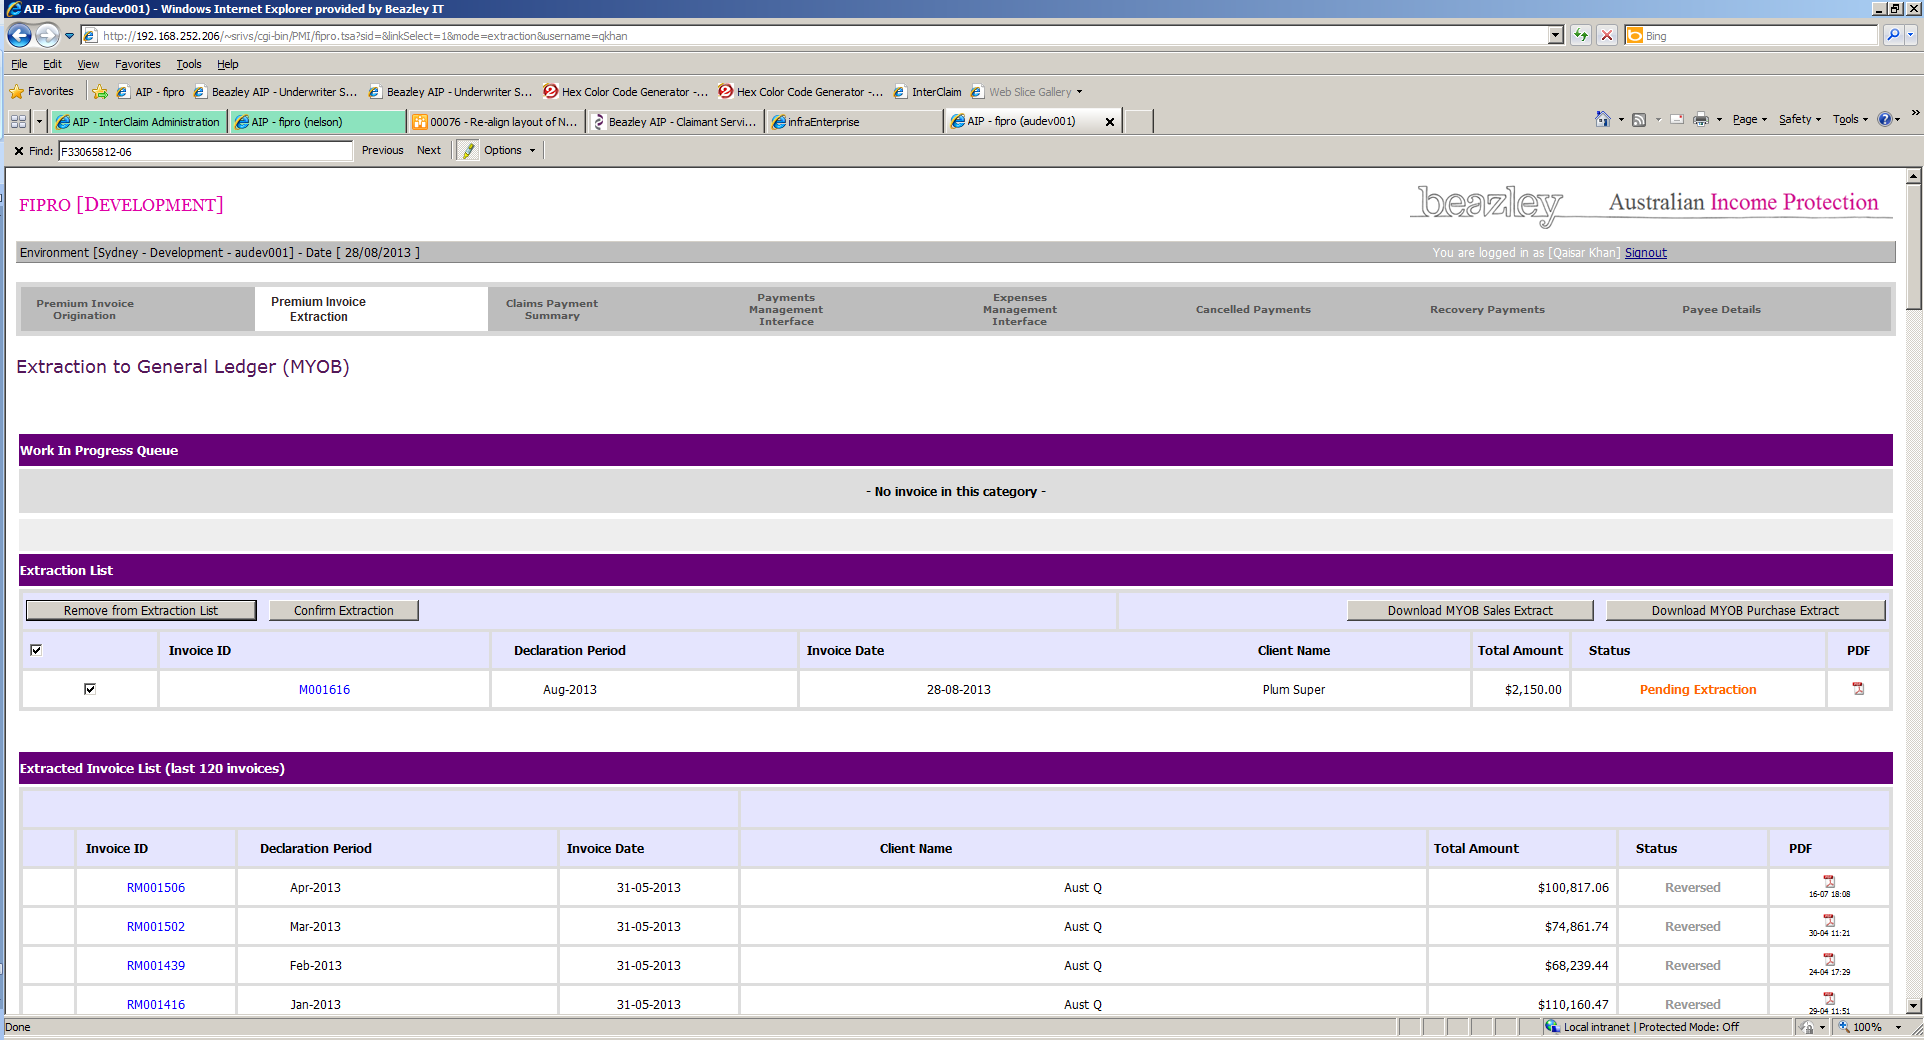 AIP - fipro (audev001) - Windows Internet Explorer provided by Beazley IT
http://192.168.252.206/~srivs/cgi-bin/PMI/fipro.tsa?sid=&linkSelect=1&mode=extraction&username=qkhan
Bing
File Edit View Favorites Tools Help
Favorites AIP - fipro Beazley AIP - Underwriter S... Beazley AIP - Underwriter S... Hex Color Code Generator -... Hex Color Code Generator -... InterClaim Web Slice Gallery
AIP - InterClaim Administration AIP - fipro (nelson) 00076 - Re-align layout of N... Beazley AIP - Claimant Servi... infraEnterprise AIP - fipro (audev001) Page Safety Tools
Find: F33065812-06 Previous Next Options
FIPRO [DEVELOPMENT]
beazley Australian Income Protection
Environment [Sydney - Development - audev001] - Date [ 28/08/2013 ] You are logged in as [Qaisar Khan] Signout
Premium Invoice
Origination
Premium Invoice
Extraction
Claims Payment
Summary
Payments
Management
Interface
Expenses
Management
Interface
Cancelled Payments
Recovery Payments
Payee Details
Extraction to General Ledger (MYOB)
Work In Progress Queue
- No invoice in this category -
Extraction List
Remove from Extraction List Confirm Extraction Download MYOB Sales Extract Download MYOB Purchase Extract
Invoice ID Declaration Period Invoice Date Client Name Total Amount Status PDF
M001616 Aug-2013 28-08-2013 Plum Super $2,150.00 Pending Extraction
Extracted Invoice List (last 120 invoices)
Invoice ID Declaration Period Invoice Date Client Name Total Amount Status PDF
RM001506 Apr-2013 31-05-2013 Aust Q $100,817.06 Reversed 16-07 18:08
RM001502 Mar-2013 31-05-2013 Aust Q $74,861.74 Reversed 30-04 11:21
RM001439 Feb-2013 31-05-2013 Aust Q $68,239.44 Reversed 24-04 17:29
RM001416 Jan-2013 31-05-2013 Aust Q $110,160.47 Reversed 29-04 11:51
Done Local intranet | Protected Mode: Off 100%